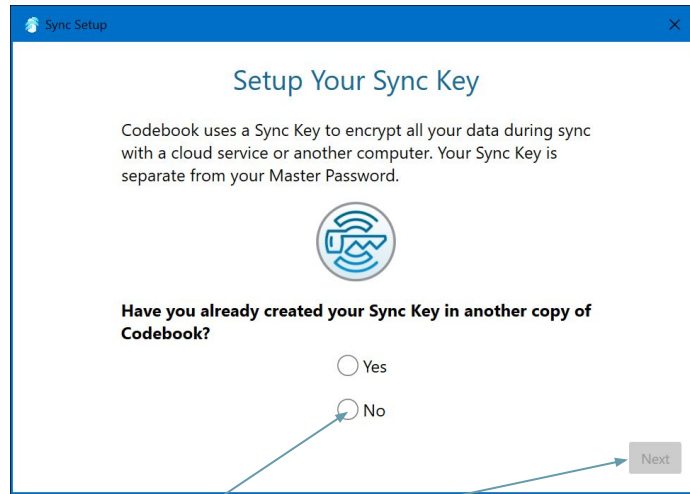 Sync Setup
Setup Your Sync Key
Codebook uses a Sync Key to encrypt all your data during sync
with a cloud service or another computer. Your Sync Key is
separate from your Master Password.
Have you already created your Sync Key in another copy of
Codebook?
Yes
No
Next